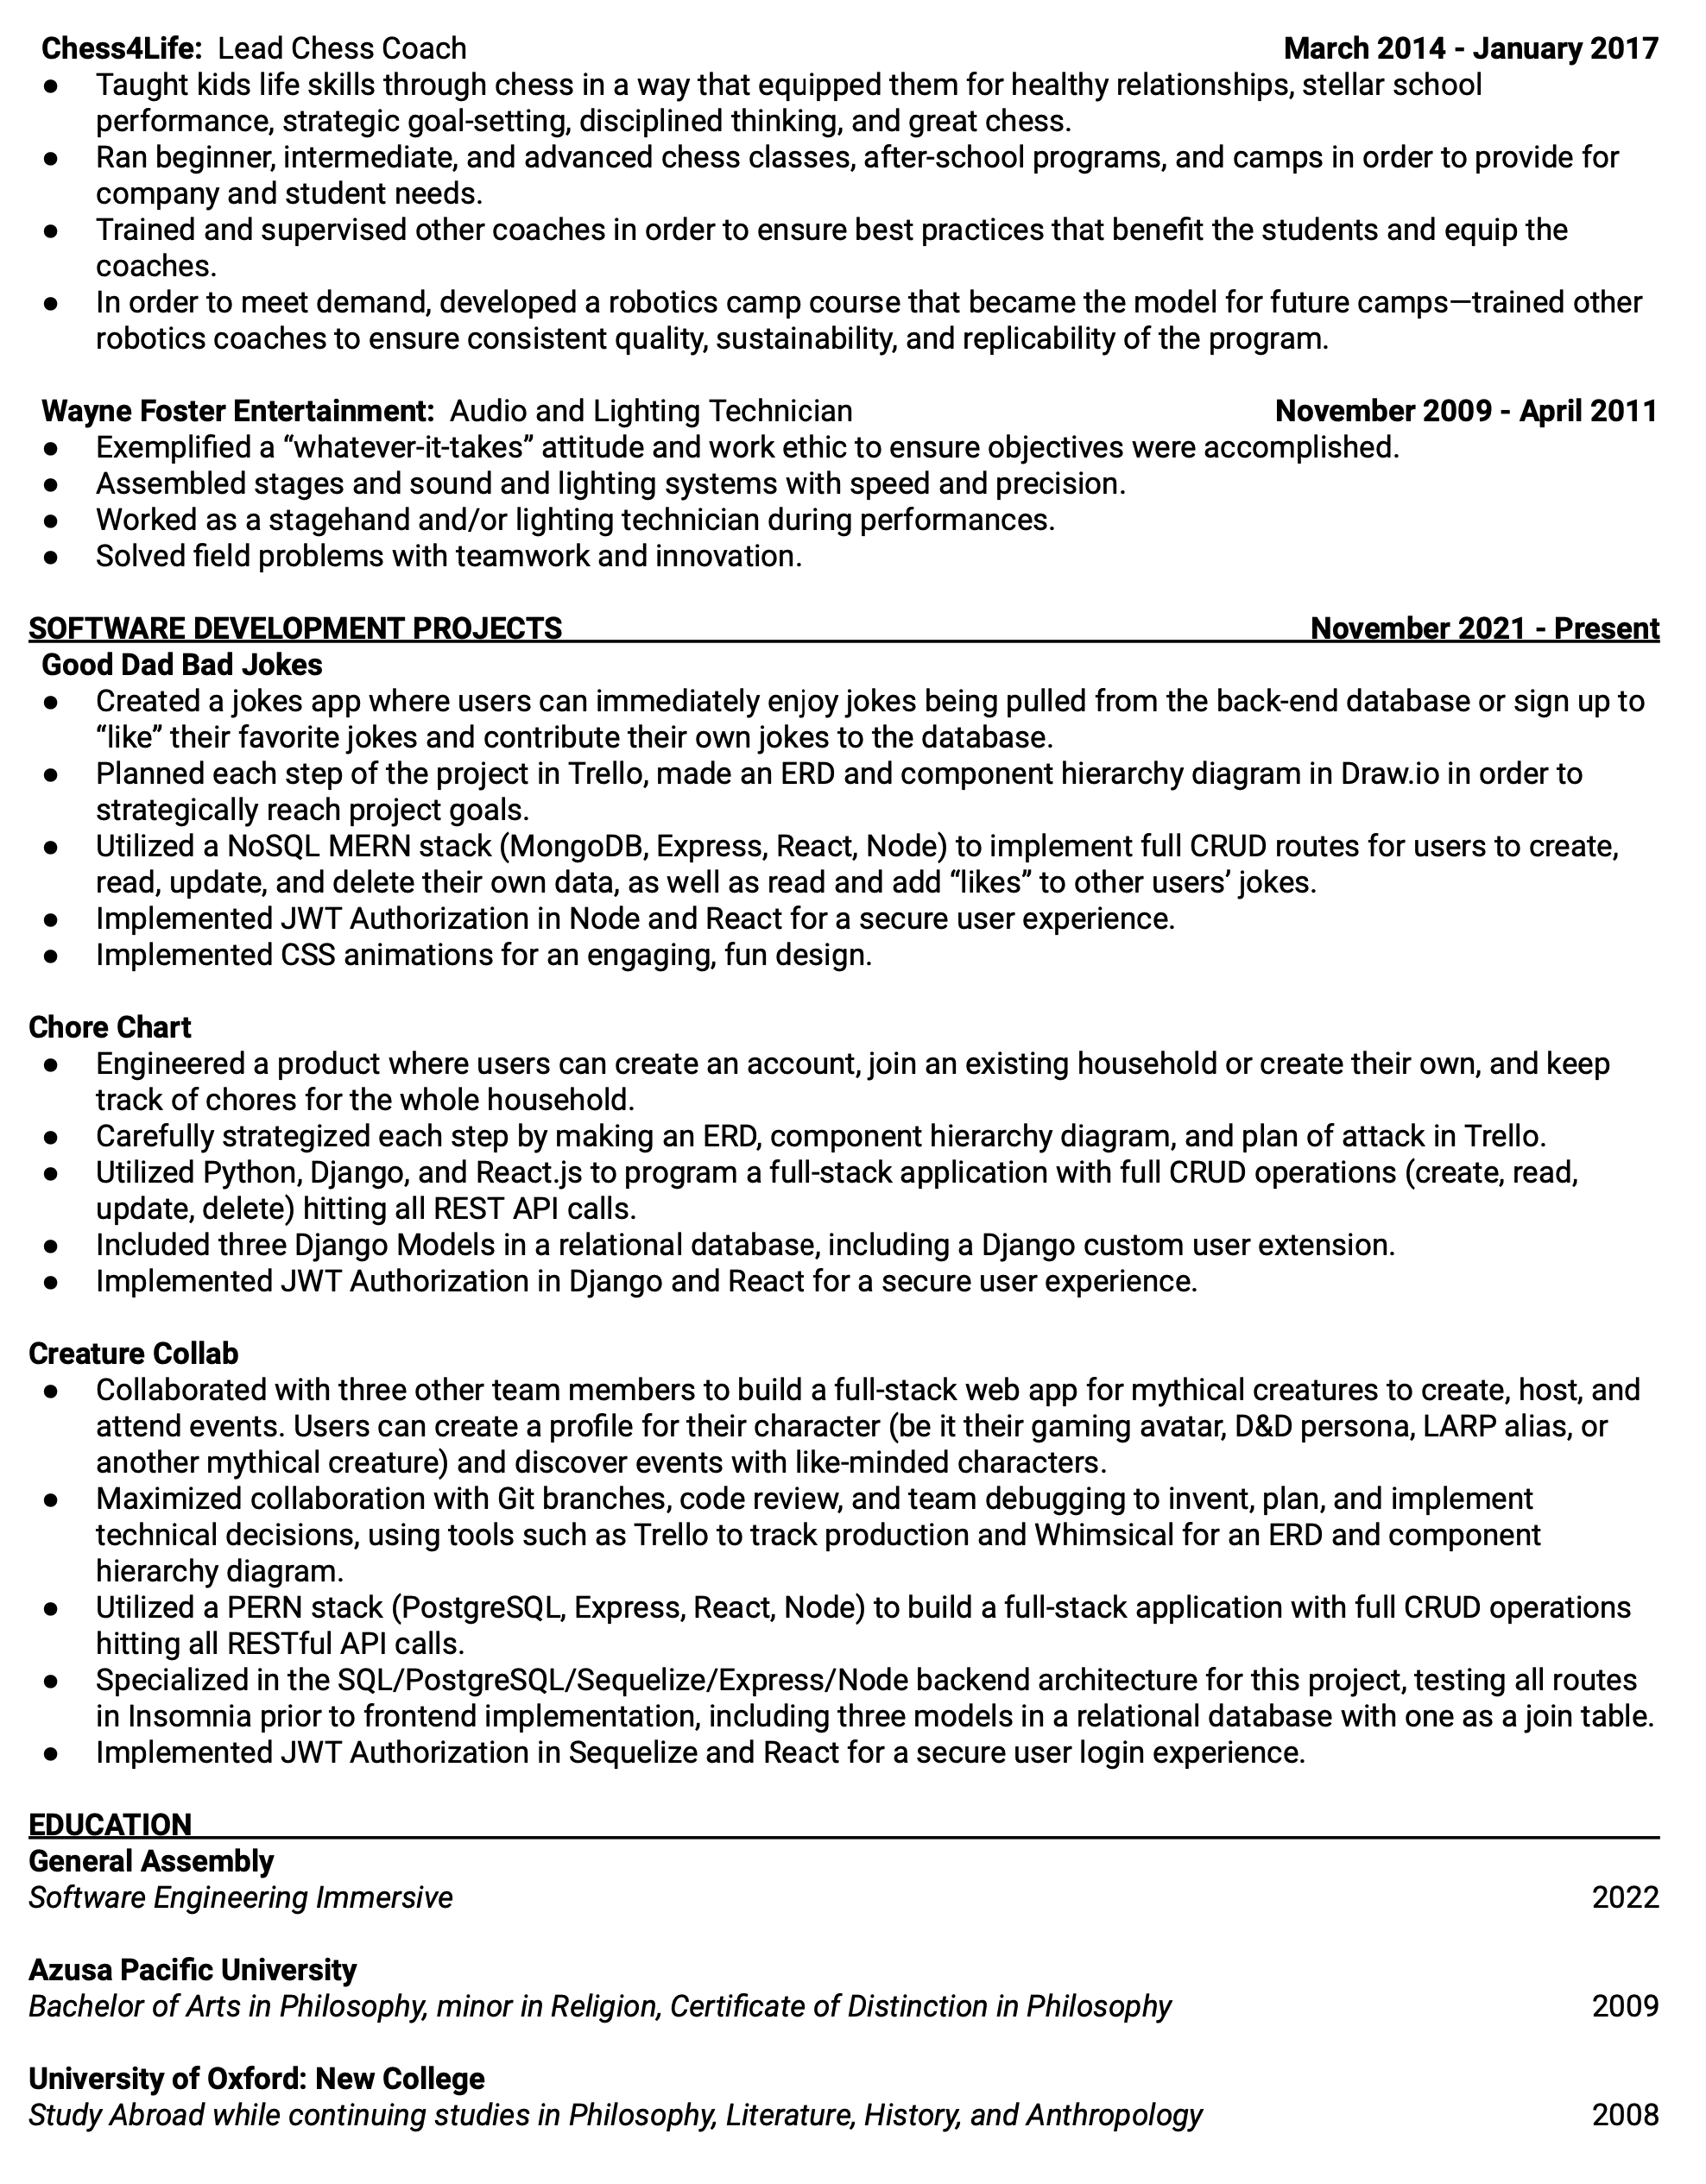 Chess4Life: Lead Chess Coach March 2014 - January 2017
● Taught kids life skills through chess in a way that equipped them for healthy relationships, stellar school
performance, strategic goal-setting, disciplined thinking, and great chess.
● Ran beginner, intermediate, and advanced chess classes, after-school programs, and camps in order to provide for
company and student needs.
● Trained and supervised other coaches in order to ensure best practices that benefit the students and equip the
coaches.
● In order to meet demand, developed a robotics camp course that became the model for future camps—trained other
robotics coaches to ensure consistent quality, sustainability, and replicability of the program.
Wayne Foster Entertainment: Audio and Lighting Technician November 2009 - April 2011
● Exemplified a “whatever-it-takes” attitude and work ethic to ensure objectives were accomplished.
● Assembled stages and sound and lighting systems with speed and precision.
● Worked as a stagehand and/or lighting technician during performances.
● Solved field problems with teamwork and innovation.
SOFTWARE DEVELOPMENT PROJECTS November 2021 - Present
Good Dad Bad Jokes
● Created a jokes app where users can immediately enjoy jokes being pulled from the back-end database or sign up to
“like” their favorite jokes and contribute their own jokes to the database.
● Planned each step of the project in Trello, made an ERD and component hierarchy diagram in Draw.io in order to
strategically reach project goals.
● Utilized a NoSQL MERN stack (MongoDB, Express, React, Node) to implement full CRUD routes for users to create,
read, update, and delete their own data, as well as read and add “likes” to other users’ jokes.
● Implemented JWT Authorization in Node and React for a secure user experience.
● Implemented CSS animations for an engaging, fun design.
Chore Chart
● Engineered a product where users can create an account, join an existing household or create their own, and keep
track of chores for the whole household.
● Carefully strategized each step by making an ERD, component hierarchy diagram, and plan of attack in Trello.
● Utilized Python, Django, and React.js to program a full-stack application with full CRUD operations (create, read,
update, delete) hitting all REST API calls.
● Included three Django Models in a relational database, including a Django custom user extension.
● Implemented JWT Authorization in Django and React for a secure user experience.
Creature Collab
● Collaborated with three other team members to build a full-stack web app for mythical creatures to create, host, and
attend events. Users can create a profile for their character (be it their gaming avatar, D&D persona, LARP alias, or
another mythical creature) and discover events with like-minded characters.
● Maximized collaboration with Git branches, code review, and team debugging to invent, plan, and implement
technical decisions, using tools such as Trello to track production and Whimsical for an ERD and component
hierarchy diagram.
● Utilized a PERN stack (PostgreSQL, Express, React, Node) to build a full-stack application with full CRUD operations
hitting all RESTful API calls.
● Specialized in the SQL/PostgreSQL/Sequelize/Express/Node backend architecture for this project, testing all routes
in Insomnia prior to frontend implementation, including three models in a relational database with one as a join table.
● Implemented JWT Authorization in Sequelize and React for a secure user login experience.
EDUCATION
General Assembly
Software Engineering Immersive 2022
Azusa Pacific University
Bachelor of Arts in Philosophy, minor in Religion, Certificate of Distinction in Philosophy 2009
University of Oxford: New College
Study Abroad while continuing studies in Philosophy, Literature, History, and Anthropology 2008